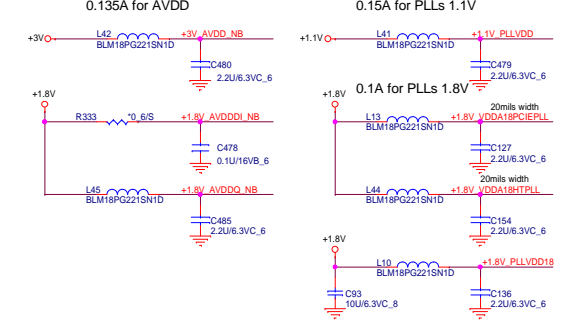 0.135A for AVDD
+3V
L42
+3V_AVDD_NB
BLM18PG221SN1D
C480
2.2U/6.3VC_6
+1.8V
R333
*0_6/S
+1.8V_AVDDDI_NB
C478
0.1U/16VB_6
L45
+1.8V_AVDDQ_NB
BLM18PG221SN1D
C485
2.2U/6.3VC_6
0.15A for PLLs 1.1V
+1.1V
L41
+1.1V_PLLVDD
BLM18PG221SN1D
C479
2.2U/6.3VC_6
0.1A for PLLs 1.8V
+1.8V
20mils width
L13
+1.8V_VDDA18PCIEPLL
BLM18PG221SN1D
C127
2.2U/6.3VC_6
20mils width
L44
+1.8V_VDDA18HTPLL
BLM18PG221SN1D
C154
2.2U/6.3VC_6
+1.8V
L10
+1.8V_PLLVDD18
BLM18PG221SN1D
C93
10U/6.3VC_8
C136
2.2U/6.3VC_6